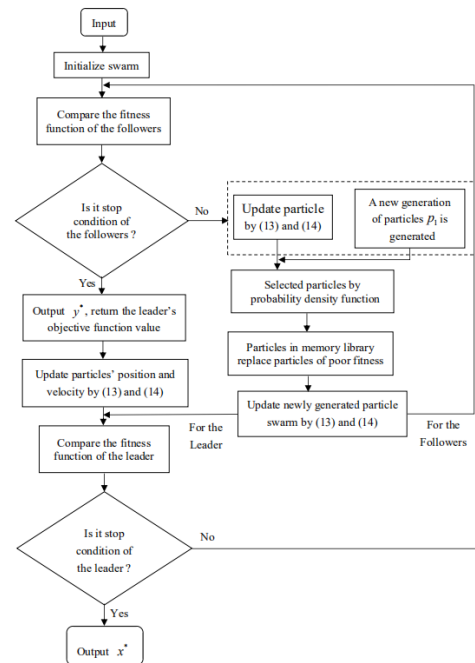 Input
Initialize swarm
Compare the fitness
function of the followers
Is it stop
condition of
the followers ?
No
Yes
Update particle
by (13) and (14)
A new generation
of particles p₁ is
generated
Selected particles by
probability density function
Particles in memory library
replace particles of poor fitness
Update newly generated particle
swarm by (13) and (14)
For the
Leader
For the
Followers
Output y*, return the leader's
objective function value
Update particles' position and
velocity by (13) and (14)
Compare the fitness
function of the leader
Is it stop
condition of
the leader ?
No
Yes
Output x*